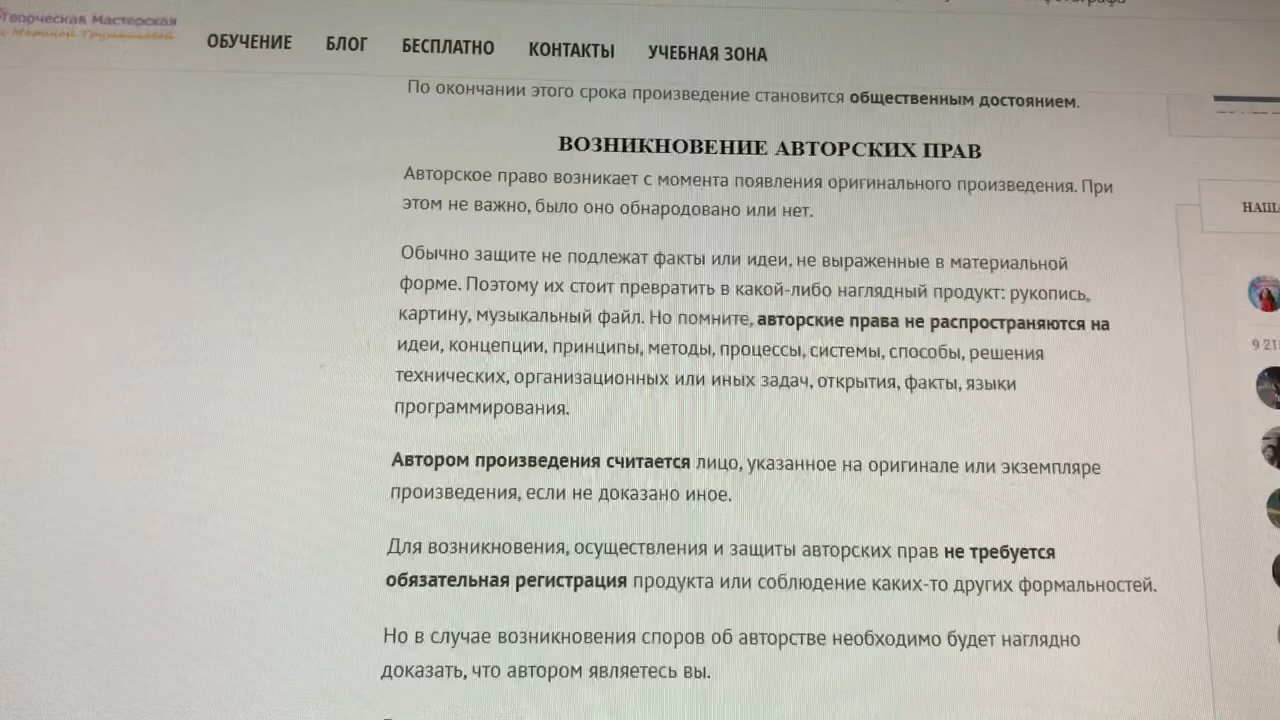 Творческая Мастерская
ОБУЧЕНИЕ БЛОГ БЕСПЛАТНО КОНТАКТЫ УЧЕБНАЯ ЗОНА
По окончании этого срока произведение становится общественным достоянием.
ВОЗНИКНОВЕНИЕ АВТОРСКИХ ПРАВ
Авторское право возникает с момента появления оригинального произведения. При
этом не важно, было оно обнародовано или нет.
Обычно защите не подлежат факты или идеи, не выраженные в материальной
форме. Поэтому их стоит превратить в какой-либо наглядный продукт: рукопись,
картину, музыкальный файл. Но помните, авторские права не распространяются на
идеи, концепции, принципы, методы, процессы, системы, способы, решения
технических, организационных или иных задач, открытия, факты, языки
программирования.
Автором произведения считается лицо, указанное на оригинале или экземпляре
произведения, если не доказано иное.
Для возникновения, осуществления и защиты авторских прав не требуется
обязательная регистрация продукта или соблюдение каких-то других формальностей.
Но в случае возникновения споров об авторстве необходимо будет наглядно
доказать, что автором являетесь вы.
НАША
9 21